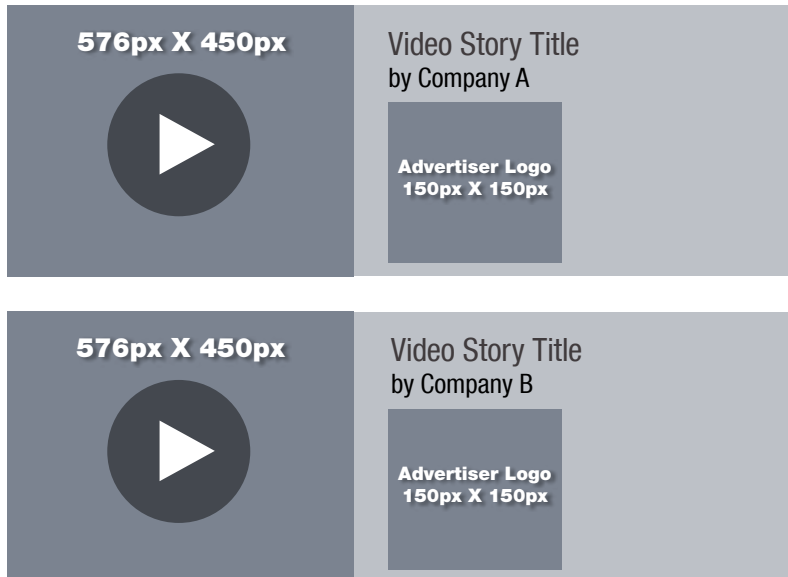 576px X 450px
Video Story Title
by Company A
Advertiser Logo
150px X 150px
576px X 450px
Video Story Title
by Company B
Advertiser Logo
150px X 150px